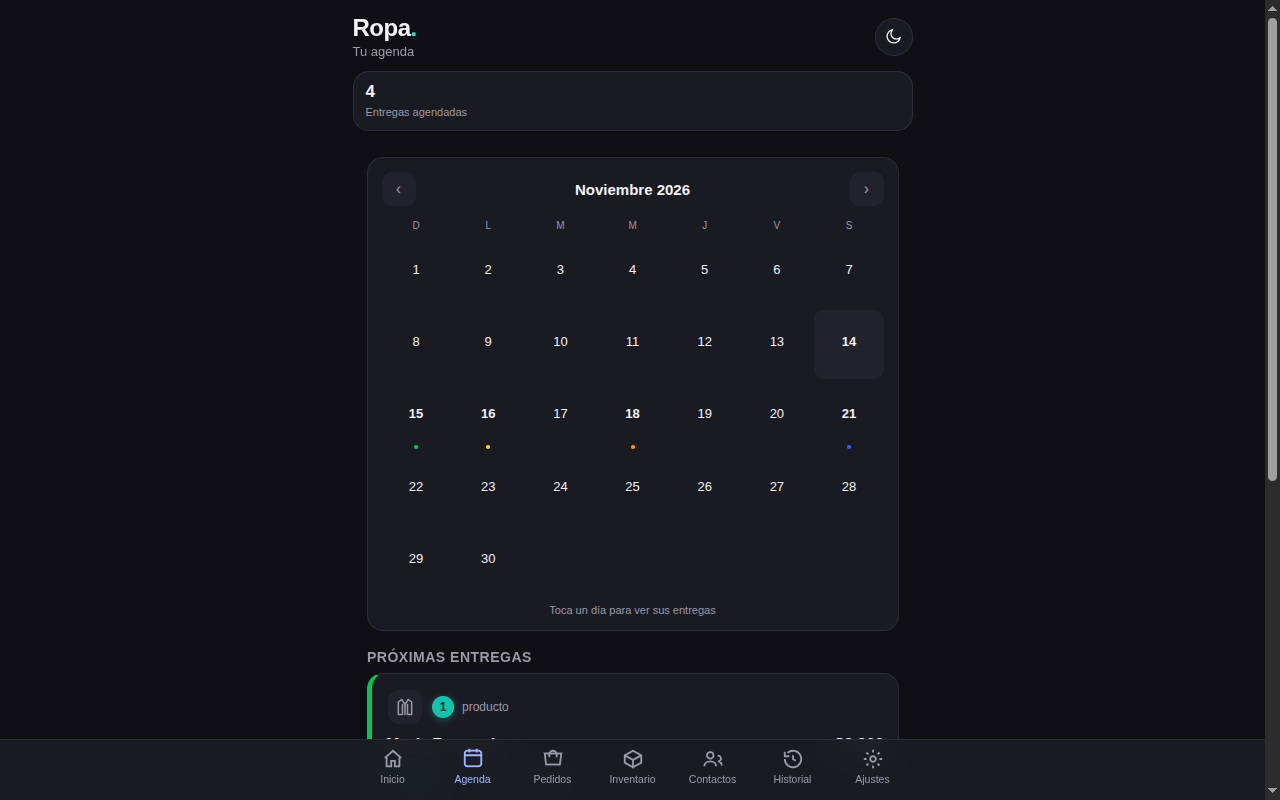 Ropa.
Tu agenda
4
Entregas agendadas
‹ Noviembre 2026 ›
D L M M J V S
1 2 3 4 5 6 7
8 9 10 11 12 13 14
15 16 17 18 19 20 21
22 23 24 25 26 27 28
29 30
Toca un día para ver sus entregas
PRÓXIMAS ENTREGAS
1 producto
Inicio Agenda Pedidos Inventario Contactos Historial Ajustes